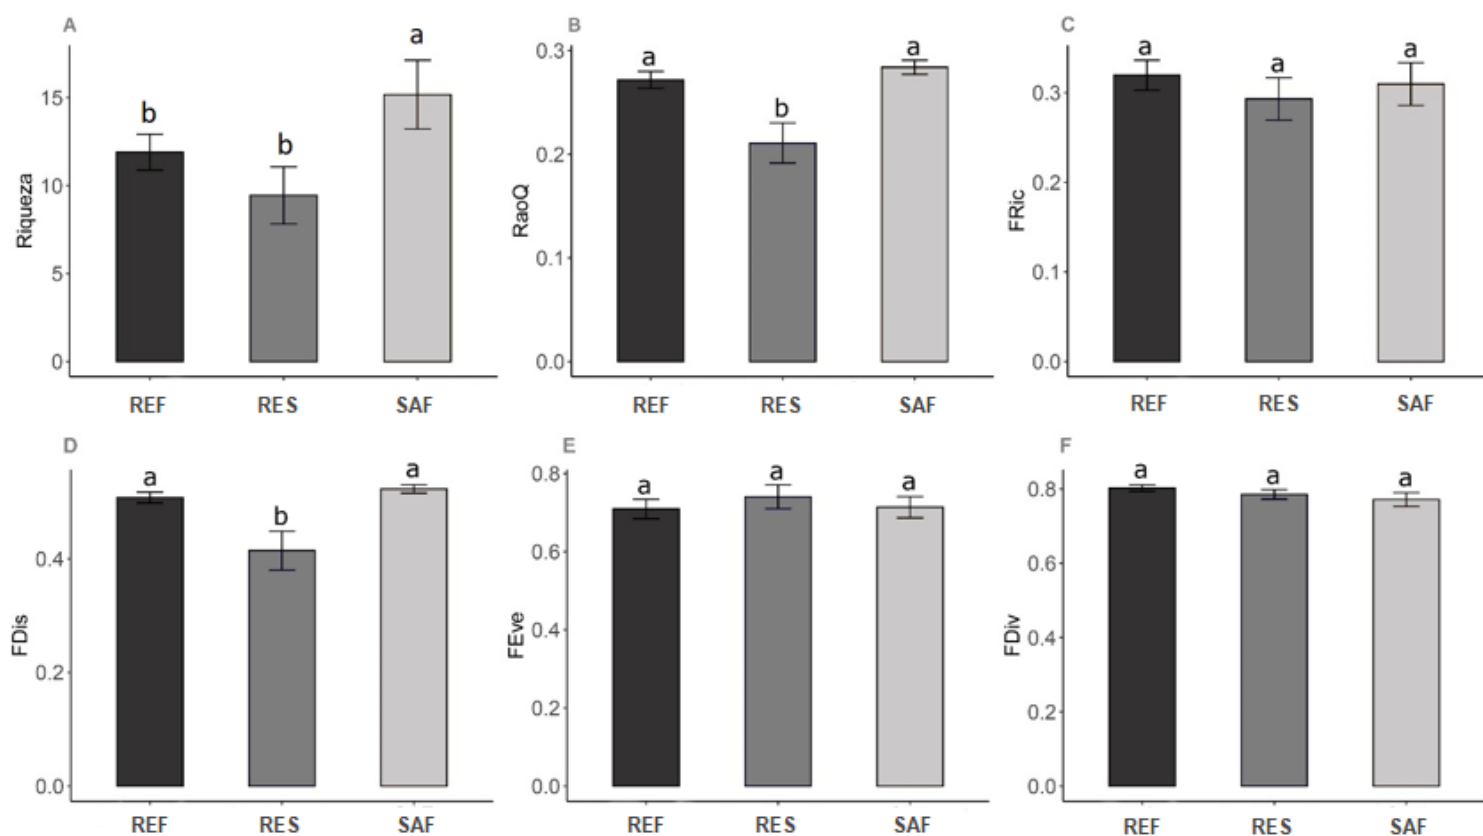 A
Riqueza
15
10
5
0
b
b
a
REF RES SAF
B
RaoQ
0.3
0.2
0.1
0.0
a
b
a
REF RES SAF
C
FRic
0.3
0.2
0.1
0.0
a
a
a
REF RES SAF
D
FDis
0.4
0.2
0.0
a
b
a
REF RES SAF
E
FEve
0.8
0.6
0.4
0.2
0.0
a
a
a
REF RES SAF
F
FDiv
0.8
0.6
0.4
0.2
0.0
a
a
a
REF RES SAF